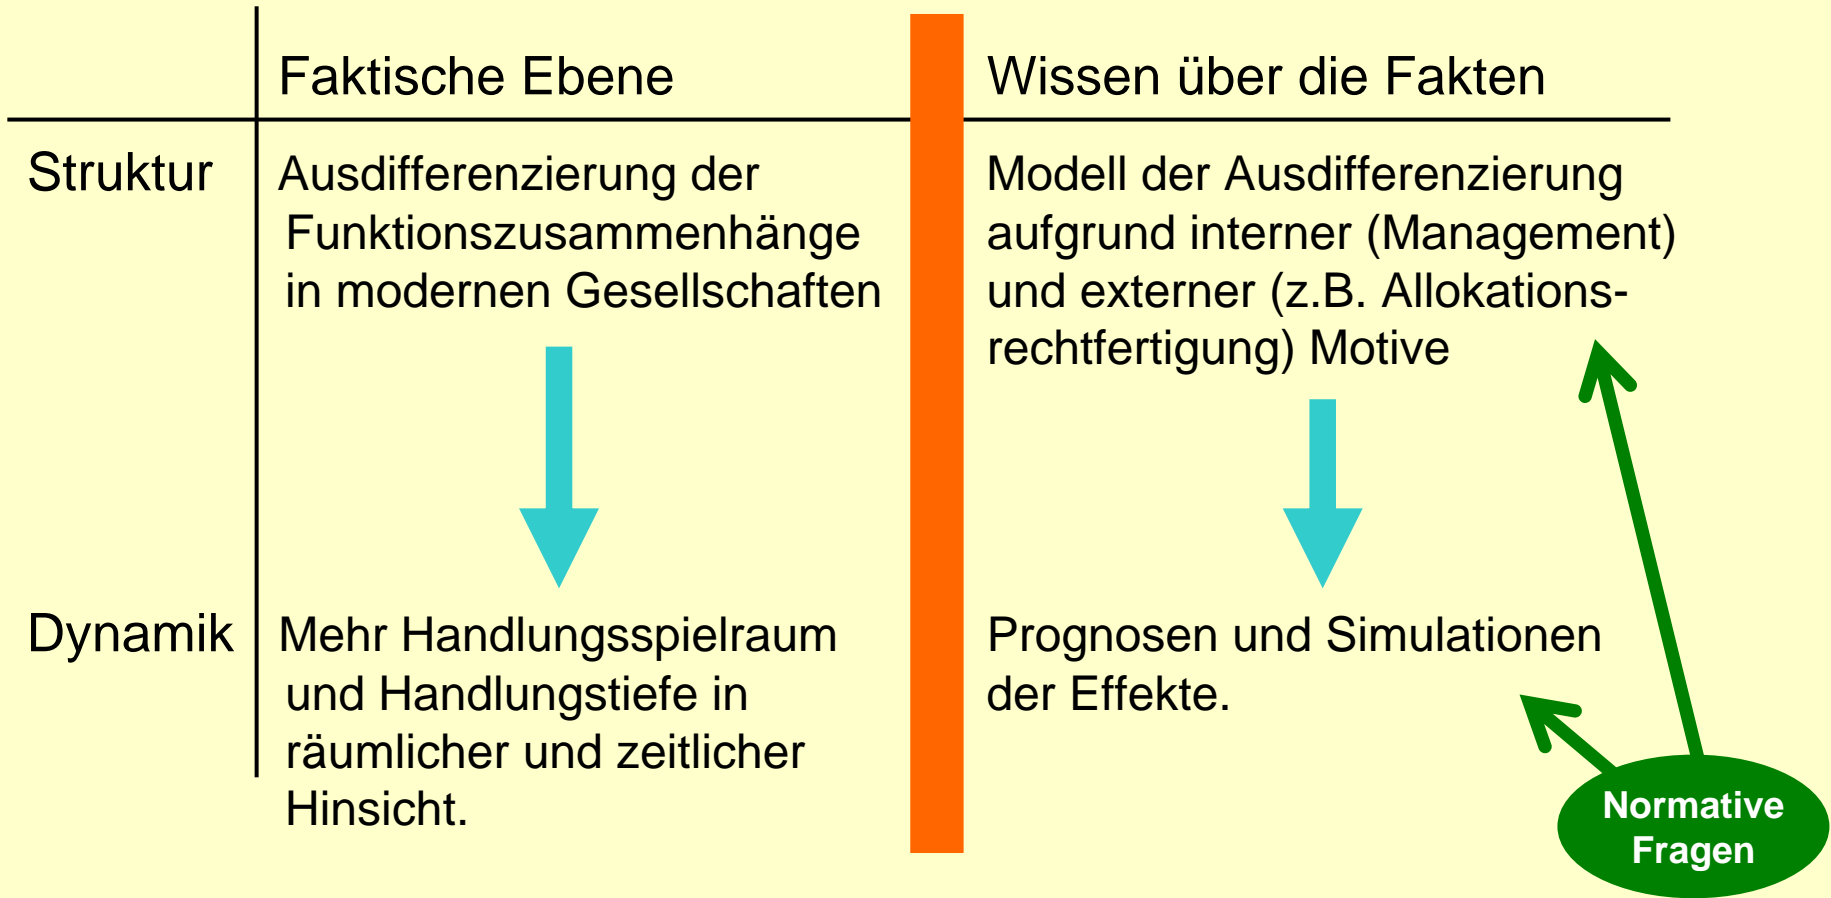 Faktische Ebene
Wissen über die Fakten
Struktur
Ausdifferenzierung der
Funktionszusammenhänge
in modernen Gesellschaften
Modell der Ausdifferenzierung
aufgrund interner (Management)
und externer (z.B. Allokations-
rechtfertigung) Motive
Dynamik
Mehr Handlungsspielraum
und Handlungstiefe in
räumlicher und zeitlicher
Hinsicht.
Prognosen und Simulationen
der Effekte.
Normative
Fragen